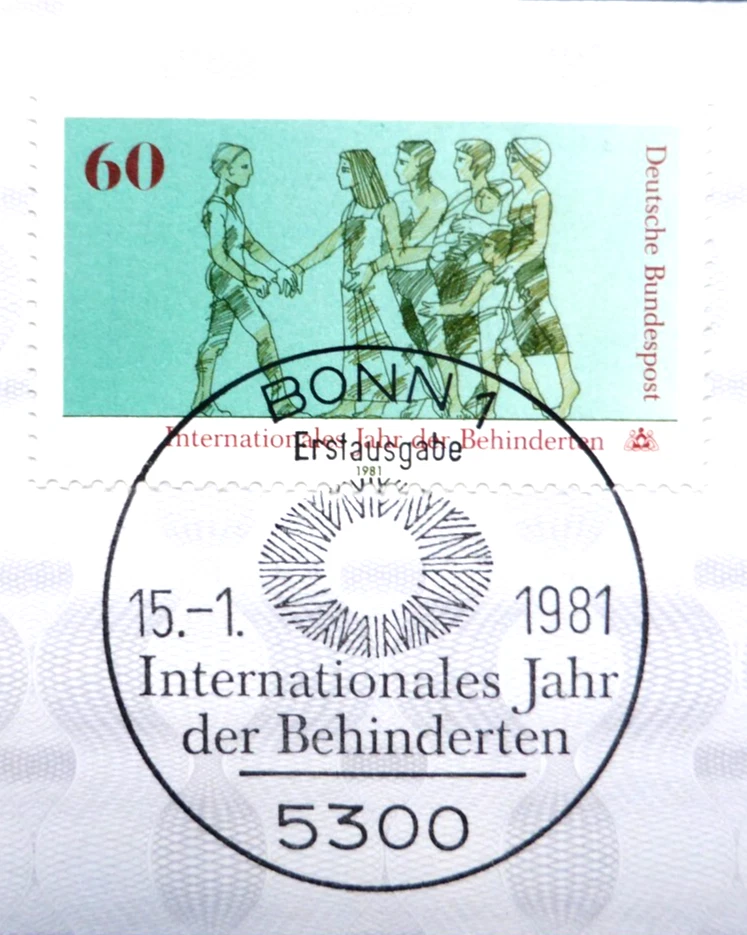 60
Deutsche Bundespost
Internationales Jahr der Behinderten
1981
BONN 1
Erstausgabe
15.-1. 1981
Internationales Jahr
der Behinderten
5300